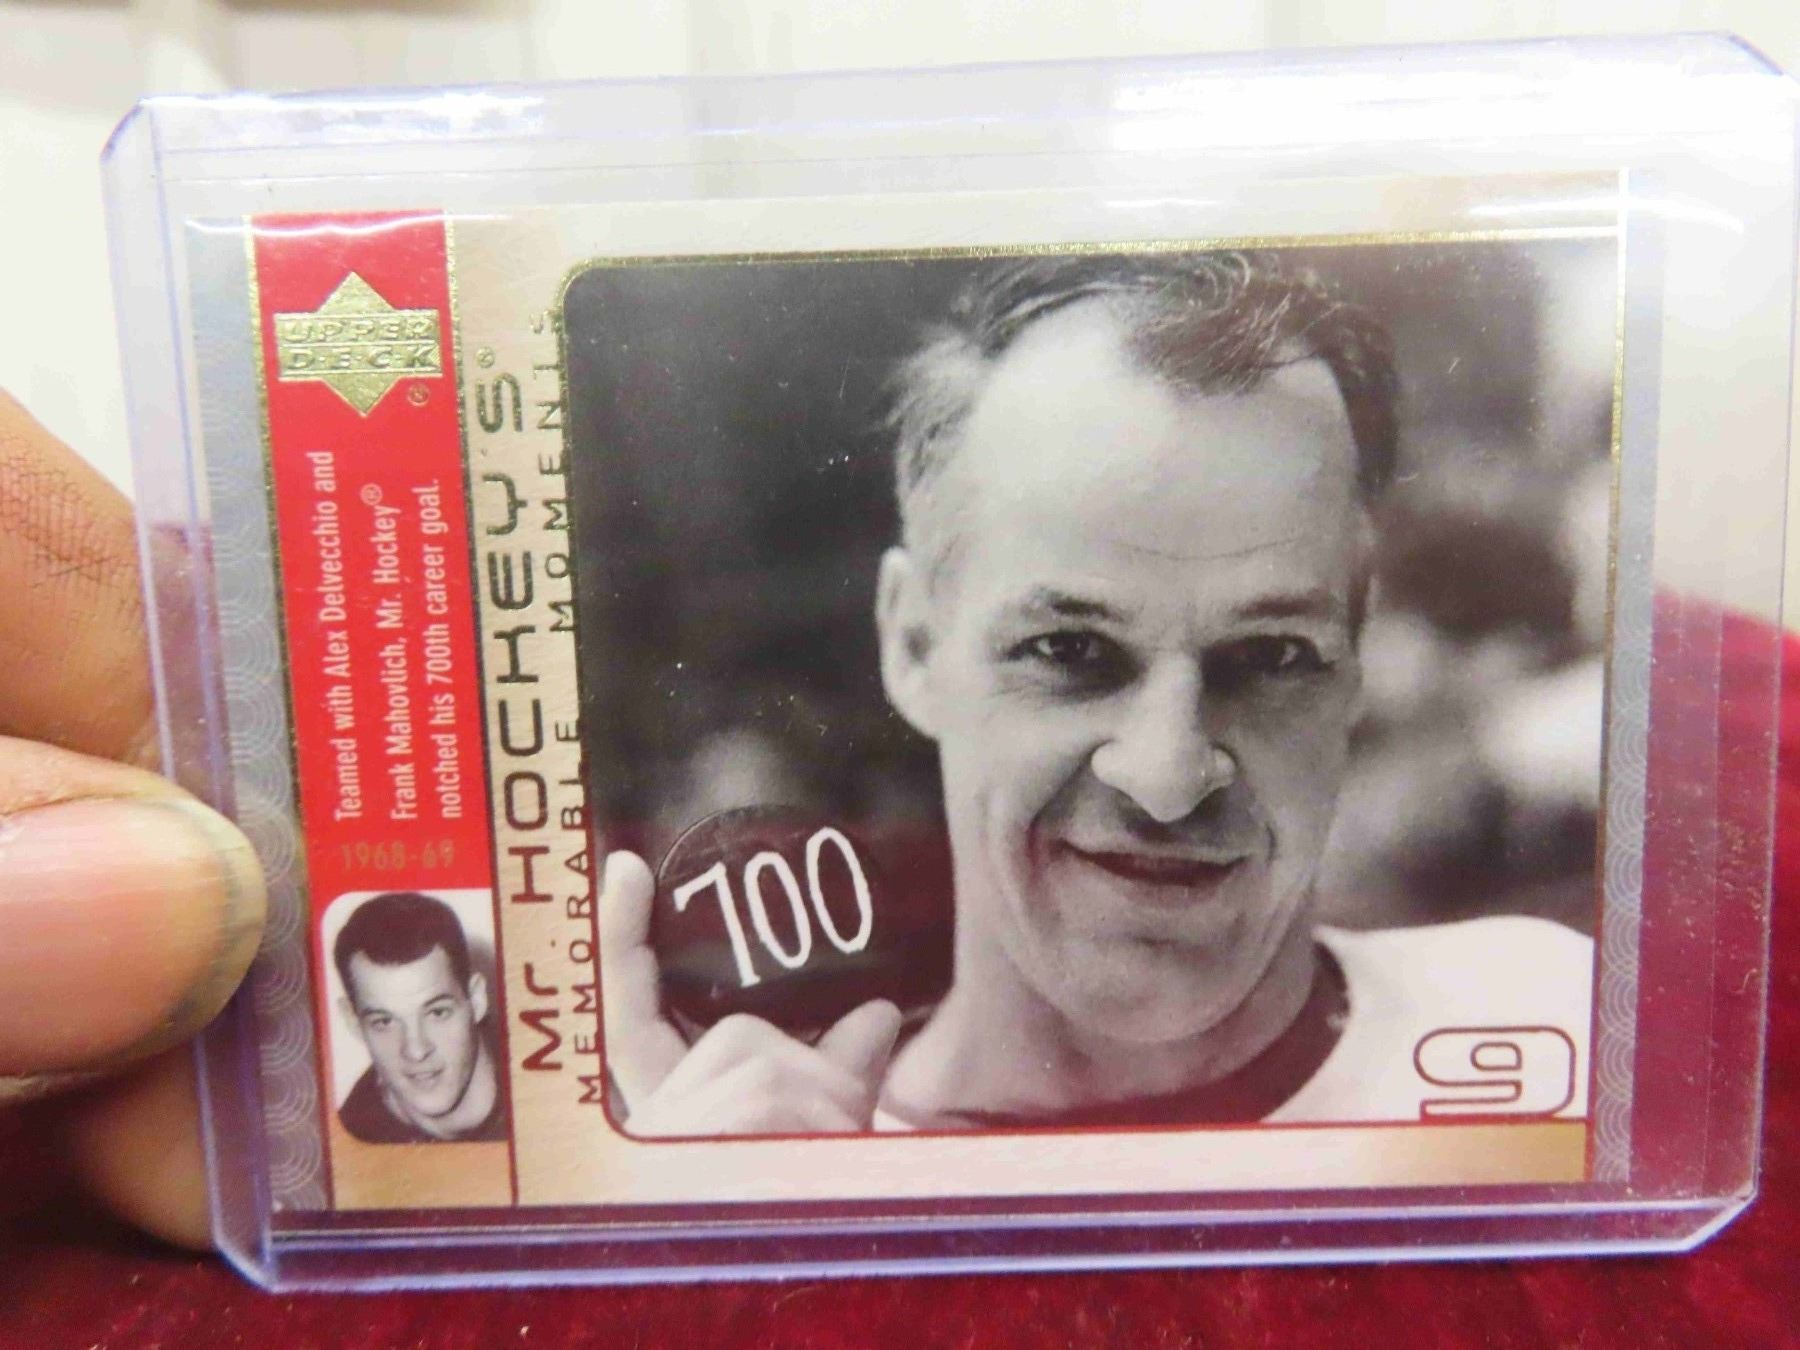 UPPER
D·E·C·K
®
Teamed with Alex Delvecchio and
Frank Mahovlich, Mr. Hockey®
notched his 700th career goal.
1968-69
Mr. HOCKEY'S®
MEMORABLE MOMENTS
700
9